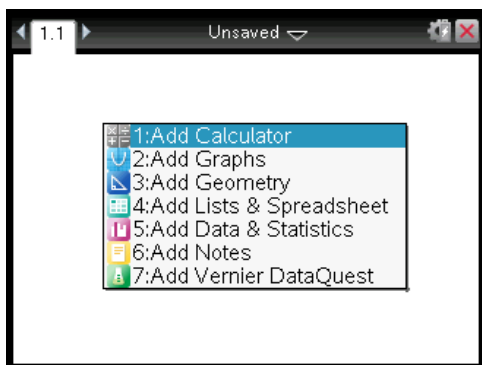 1.1 Unsaved
1:Add Calculator
2:Add Graphs
3:Add Geometry
4:Add Lists & Spreadsheet
5:Add Data & Statistics
6:Add Notes
7:Add Vernier DataQuest